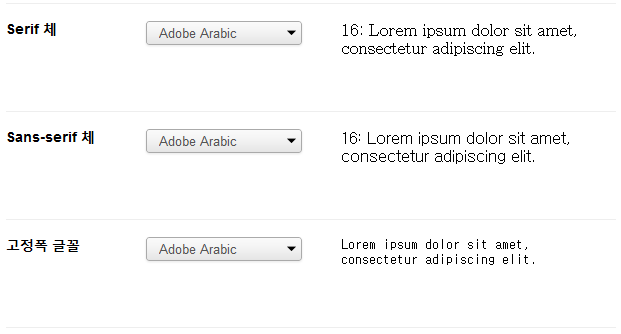 Serif 체
Adobe Arabic
16: Lorem ipsum dolor sit amet,
consectetur adipiscing elit.
Sans-serif 체
Adobe Arabic
16: Lorem ipsum dolor sit amet,
consectetur adipiscing elit.
고정폭 글꼴
Adobe Arabic
Lorem ipsum dolor sit amet,
consectetur adipiscing elit.